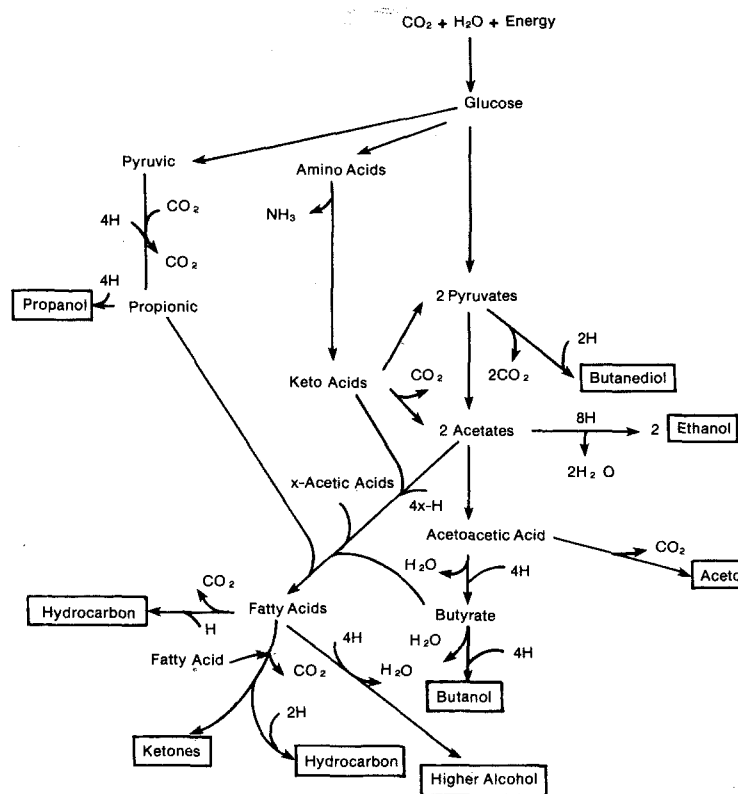 CO2 + H2O + Energy
Glucose
Pyruvic
Amino Acids
CO2
4H
NH3
CO2
4H
Propanol
Propionic
2 Pyruvates
2H
Keto Acids
CO2
2CO2
Butanediol
2 Acetates
8H
2 Ethanol
2H2O
x-Acetic Acids
4x-H
Acetoacetic Acid
CO2
H2O
4H
Aceto
CO2
Hydrocarbon
Fatty Acids
Butyrate
H
4H
H2O
Fatty Acid
CO2
H2O
4H
Butanol
2H
Ketones
Hydrocarbon
Higher Alcohol